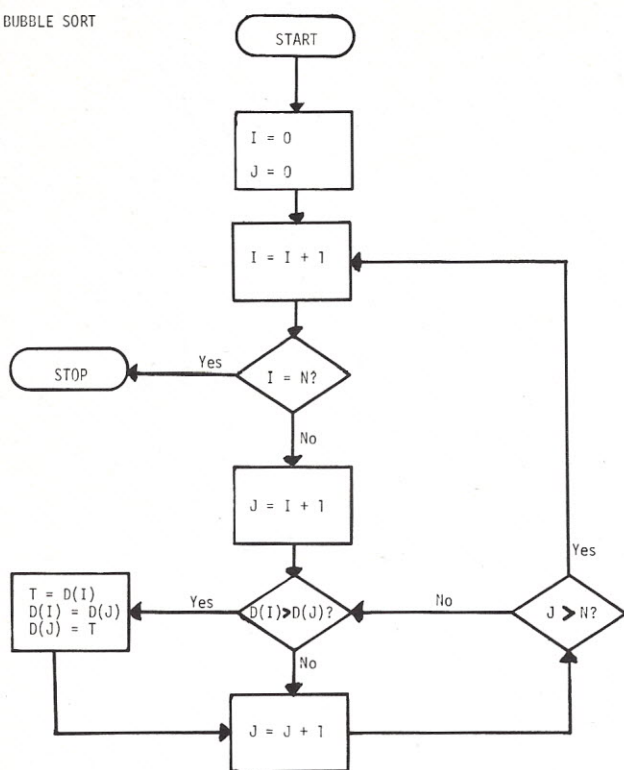 BUBBLE SORT
START
I = 0
J = 0
I = I + 1
I = N?
Yes
STOP
No
J = I + 1
D(I)>D(J)?
Yes
T = D(I)
D(I) = D(J)
D(J) = T
No
J = J + 1
J > N?
No
Yes